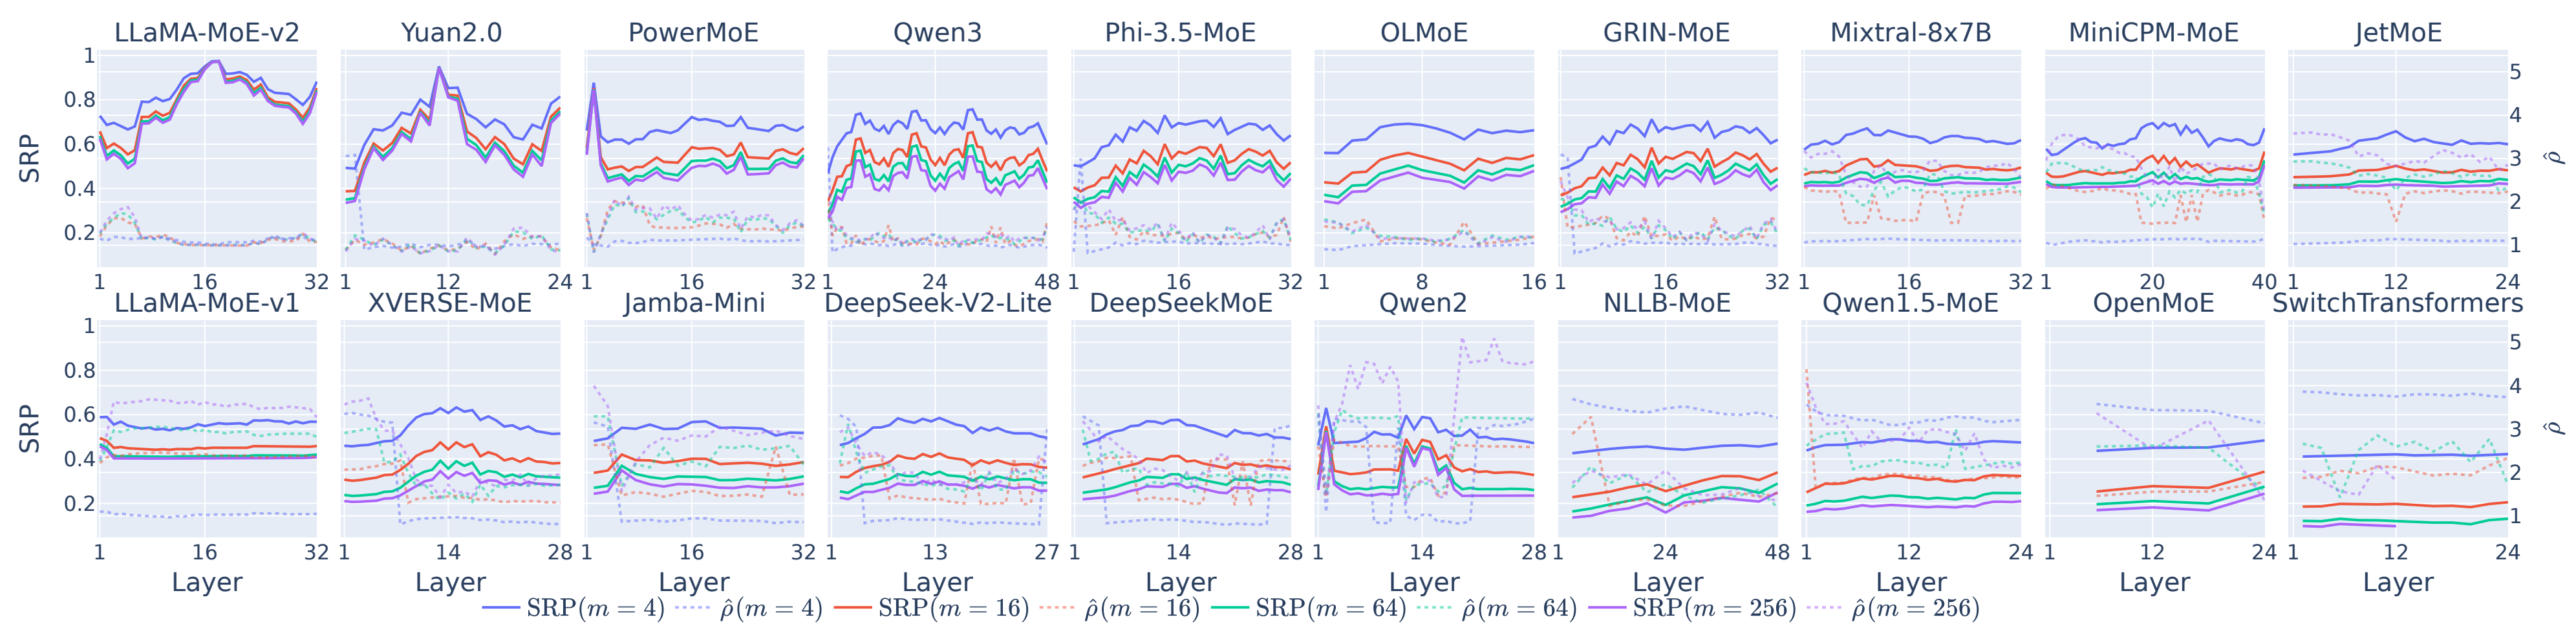 LLaMA-MoE-v2 Yuan2.0 PowerMoE Qwen3 Phi-3.5-MoE OLMoE GRIN-MoE Mixtral-8x7B MiniCPM-MoE JetMoE
1 5
0.8 4
SRP 0.6 3 ρ̂
0.4 2
0.2 1
1 16 32 1 12 24 1 16 32 1 24 48 1 16 32 1 8 16 1 16 32 1 16 32 1 20 40 1 12 24
LLaMA-MoE-v1 XVERSE-MoE Jamba-Mini DeepSeek-V2-Lite DeepSeekMoE Qwen2 NLLB-MoE Qwen1.5-MoE OpenMoE SwitchTransformers
1 5
0.8 4
SRP 0.6 3 ρ̂
0.4 2
0.2 1
1 16 32 1 14 28 1 16 32 1 13 27 1 14 28 1 14 28 1 24 48 1 12 24 1 12 24 1 12 24
Layer Layer Layer Layer Layer Layer Layer Layer Layer Layer
SRP(m = 4) ρ̂(m = 4) SRP(m = 16) ρ̂(m = 16) SRP(m = 64) ρ̂(m = 64) SRP(m = 256) ρ̂(m = 256)